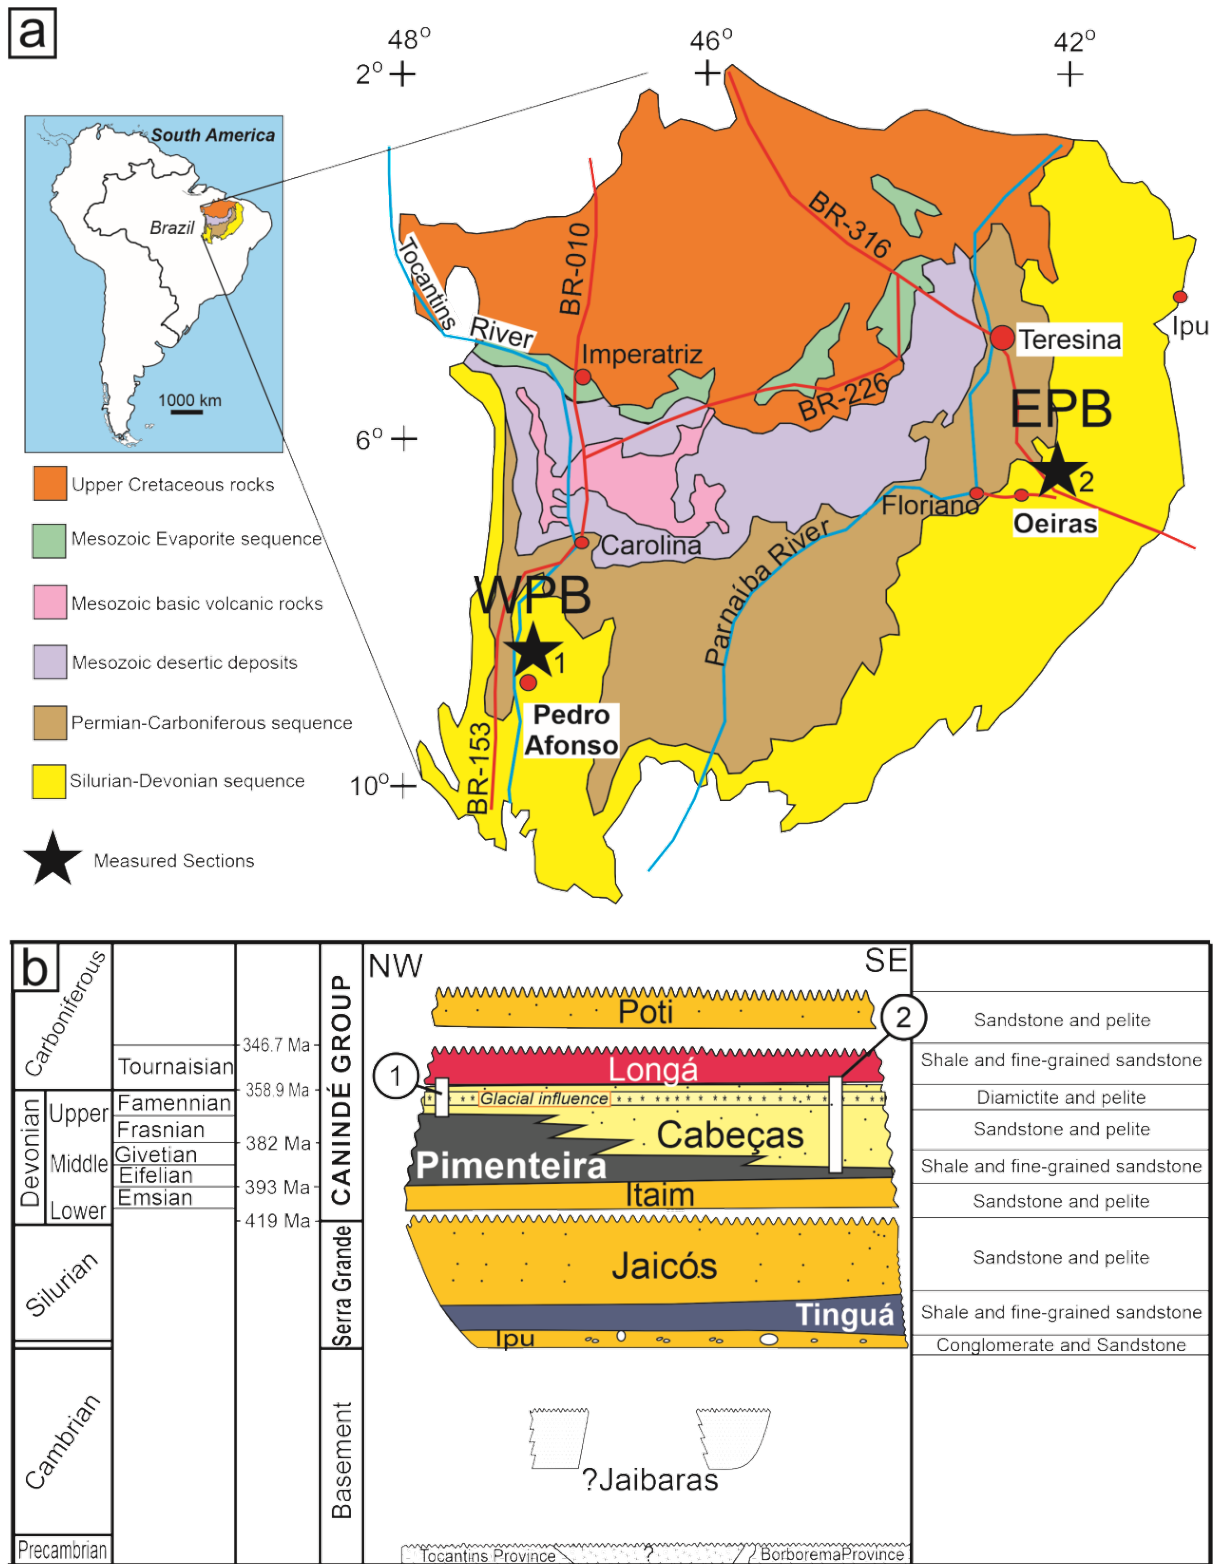 a
48º
46º
42º
2º
South America
Brazil
1000 km
Tocantins
River
BR-010
BR-316
Imperatriz
Teresina
Ipu
BR-226
EPB
2
6º
Floriano
Oeiras
Carolina
Parnaíba River
WPB
1
Pedro
Afonso
BR-153
10º
Upper Cretaceous rocks
Mesozoic Evaporite sequence
Mesozoic basic volcanic rocks
Mesozoic desertic deposits
Permian-Carboniferous sequence
Silurian-Devonian sequence
Measured Sections
b
NW
SE
Carboniferous
Tournaisian
Devonian
Upper
Middle
Lower
Famennian
Frasnian
Givetian
Eifelian
Emsian
Silurian
Cambrian
Precambrian
346.7 Ma
358.9 Ma
382 Ma
393 Ma
419 Ma
CANINDÉ GROUP
Serra Grande
Basement
Poti
2
1
Longá
Glacial influence
Cabeças
Pimenteira
Itaim
Jaicós
Tinguá
Ipu
?Jaibaras
Tocantins Province
?
BorboremaProvince
Sandstone and pelite
Shale and fine-grained sandstone
Diamictite and pelite
Sandstone and pelite
Shale and fine-grained sandstone
Sandstone and pelite
Sandstone and pelite
Shale and fine-grained sandstone
Conglomerate and Sandstone